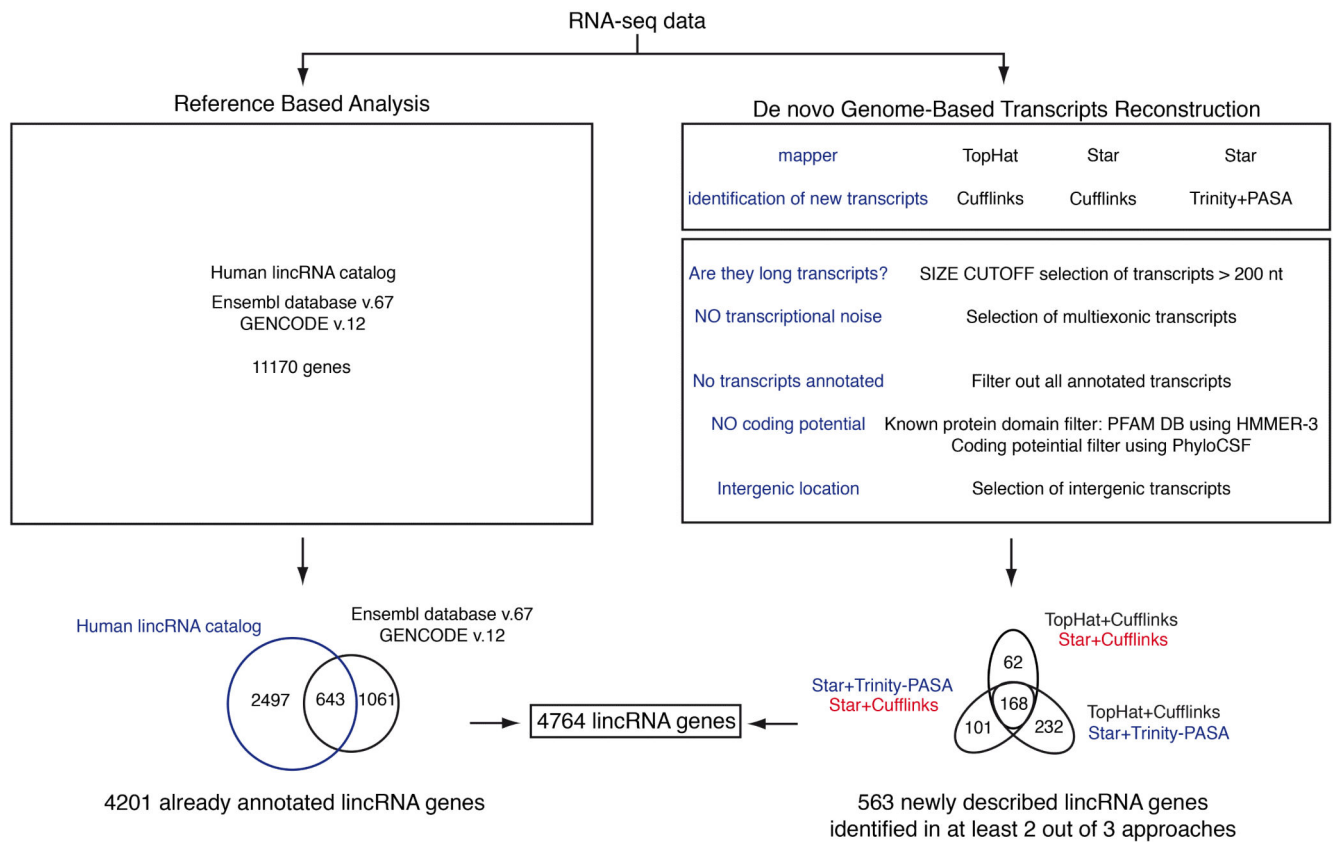 RNA-seq data
Reference Based Analysis
Human lincRNA catalog
Ensembl database v.67
GENCODE v.12
11170 genes
De novo Genome-Based Transcripts Reconstruction
mapper TopHat Star Star
identification of new transcripts Cufflinks Cufflinks Trinity+PASA
Are they long transcripts? SIZE CUTOFF selection of transcripts > 200 nt
NO transcriptional noise Selection of multiexonic transcripts
No transcripts annotated Filter out all annotated transcripts
NO coding potential Known protein domain filter: PFAM DB using HMMER-3
Coding poteintial filter using PhyloCSF
Intergenic location Selection of intergenic transcripts
Human lincRNA catalog
Ensembl database v.67
GENCODE v.12
2497 643 1061
4201 already annotated lincRNA genes
4764 lincRNA genes
TopHat+Cufflinks
Star+Cufflinks
62
Star+Trinity-PASA
Star+Cufflinks
168
TopHat+Cufflinks
Star+Trinity-PASA
101 232
563 newly described lincRNA genes
identified in at least 2 out of 3 approaches